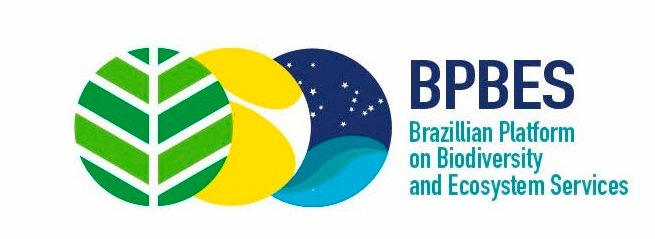 BPBES
Brazillian Platform
on Biodiversity
and Ecosystem Services